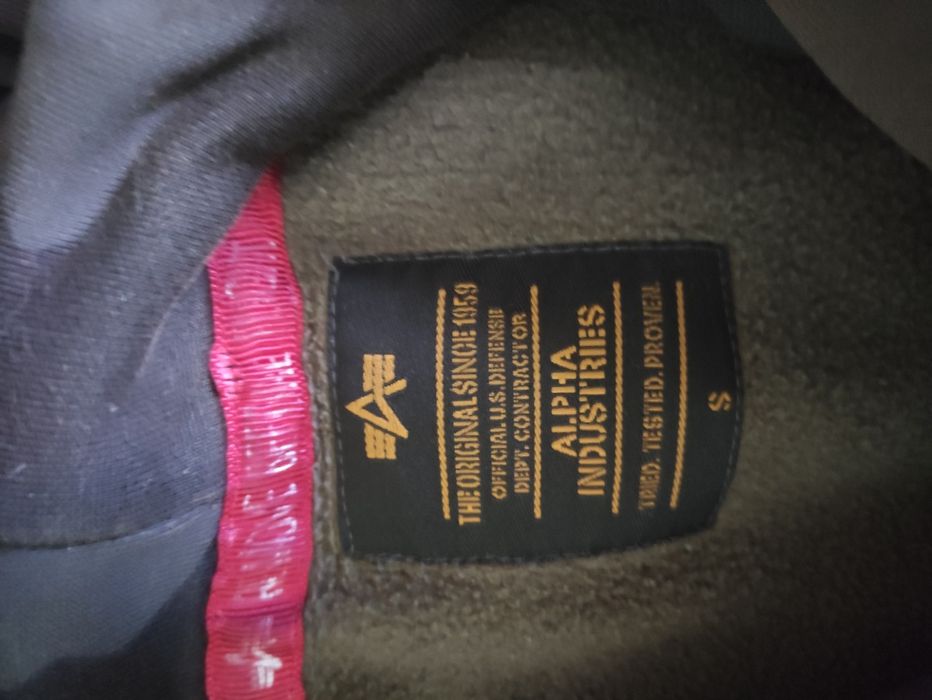 THE ORIGINAL SINCE 1959
OFFICIAL U.S. DEFENSE
DEPT. CONTRACTOR
ALPHA
INDUSTRIES
TRIED. TESTED. PROVEN.
S